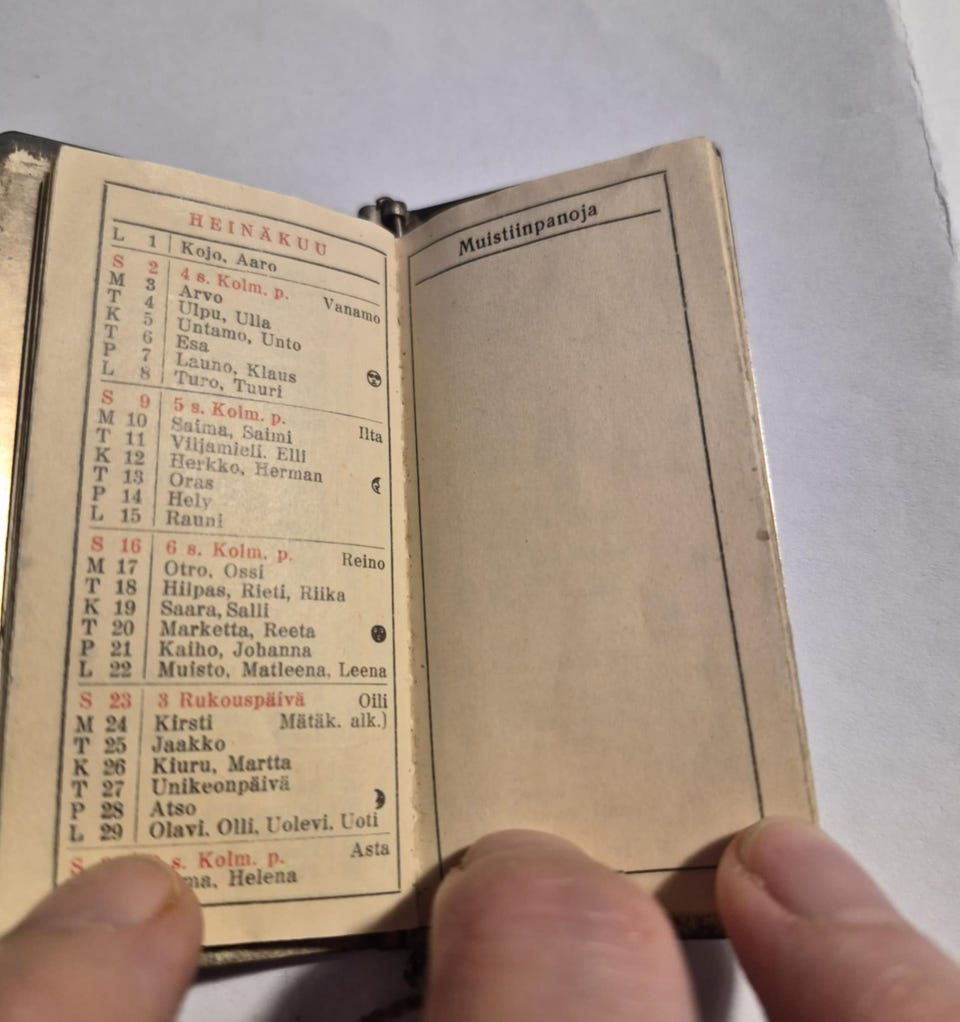 HEINÄKUU
L 1 Kojo, Aaro
S 2 4 s. Kolm. p. Vanamo
M 3 Arvo
T 4 Ulpu, Ulla
K 5 Untamo, Unto
T 6 Esa
P 7 Launo, Klaus
L 8 Turo, Tuuri
S 9 5 s. Kolm. p. Ilta
M 10 Saima, Saimi
T 11 Viljamieli. Elli
K 12 Herkko, Herman
T 13 Oras
P 14 Hely
L 15 Rauni
S 16 6 s. Kolm. p. Reino
M 17 Otro, Ossi
T 18 Hilpas, Rieti, Riika
K 19 Saara, Salli
T 20 Marketta, Reeta
P 21 Kaiho, Johanna
L 22 Muisto, Matleena, Leena
S 23 3 Rukouspäivä Oili
M 24 Kirsti Mätäk. alk.)
T 25 Jaakko
K 26 Kiuru, Martta
T 27 Unikeonpäivä
P 28 Atso
L 29 Olavi. Olli. Uolevi. Uoti
S s. Kolm. p. Asta
Helena
Muistiinpanoja